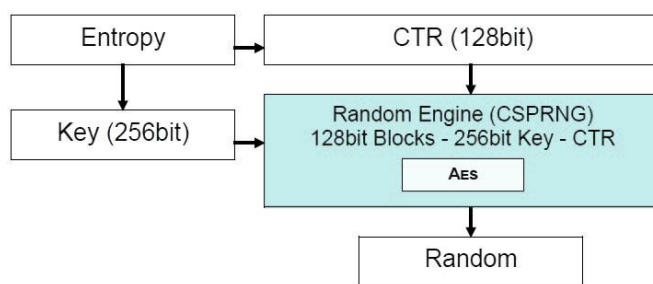 Entropy
CTR (128bit)
Key (256bit)
Random Engine (CSPRNG)
128bit Blocks - 256bit Key - CTR
AES
Random